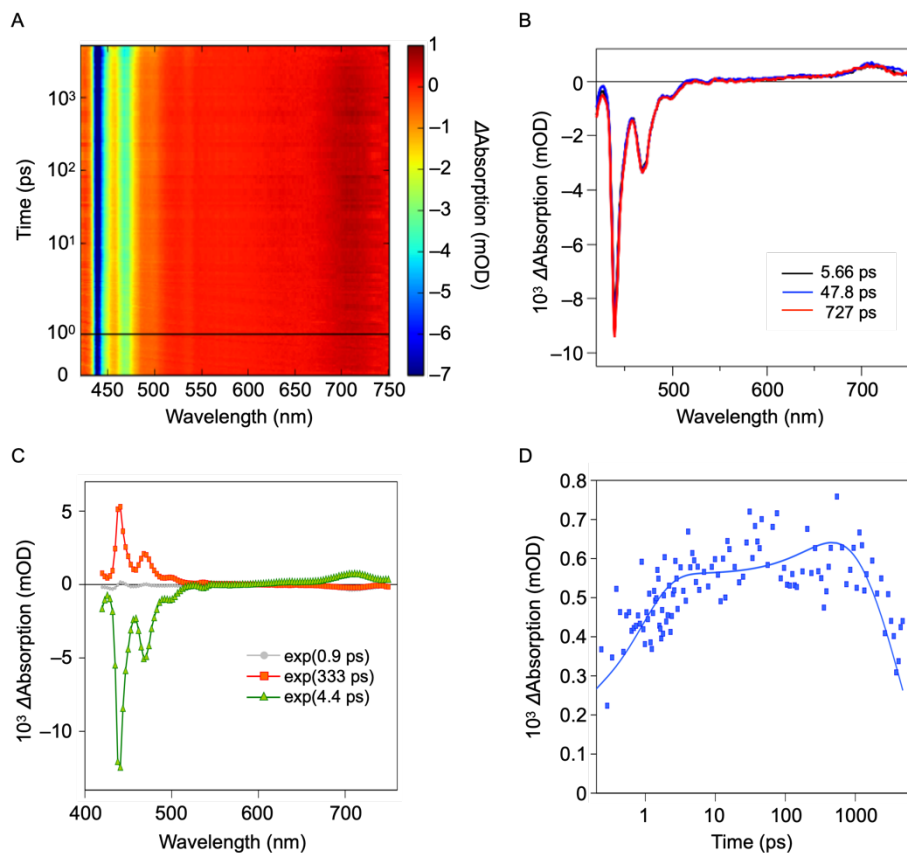 A
Time (ps)
10³
10²
10¹
10⁰
0
450
500
550
600
650
700
750
Wavelength (nm)
1
0
–1
–2
–3
–4
–5
–6
–7
ΔAbsorption (mOD)
B
10³ ΔAbsorption (mOD)
0
–2
–4
–6
–8
–10
5.66 ps
47.8 ps
727 ps
500
600
700
Wavelength (nm)
C
10³ ΔAbsorption (mOD)
5
0
–5
–10
exp(0.9 ps)
exp(333 ps)
exp(4.4 ps)
400
500
600
700
Wavelength (nm)
D
10³ ΔAbsorption (mOD)
0.8
0.7
0.6
0.5
0.4
0.3
0.2
0.1
0
1
10
100
1000
Time (ps)